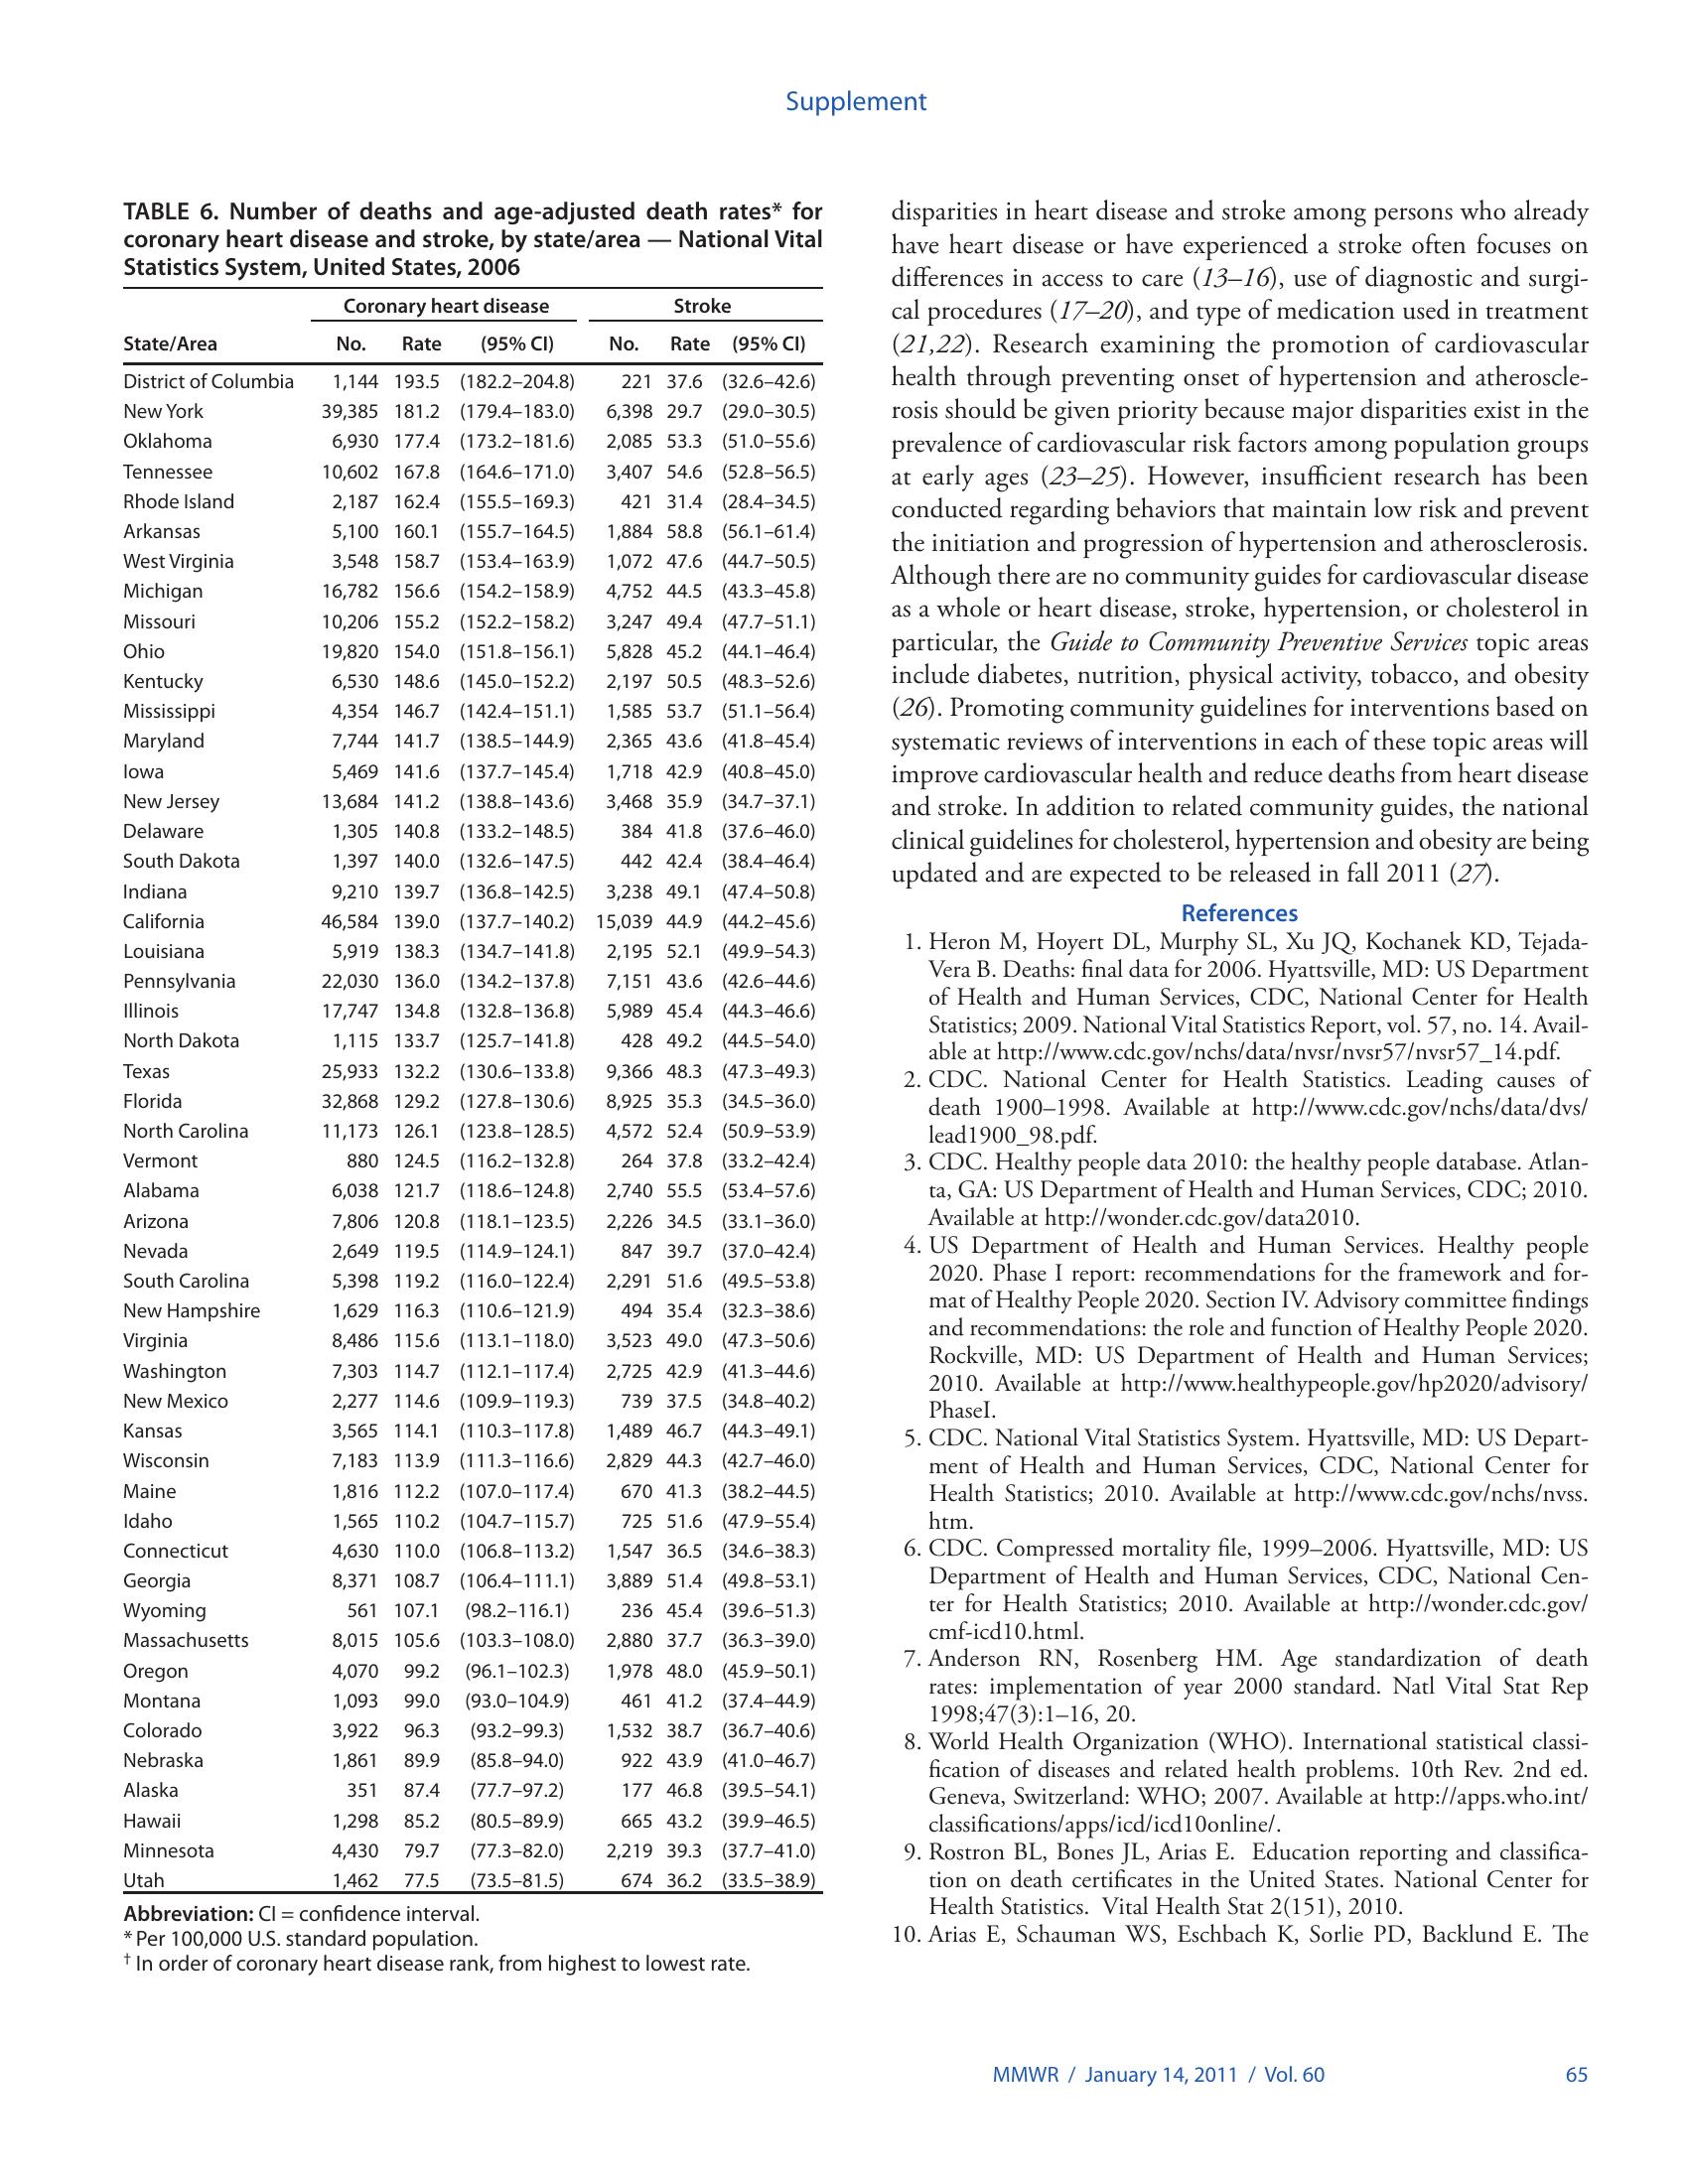 Supplement
TABLE 6. Number of deaths and age-adjusted death rates* for
coronary heart disease and stroke, by state/area — National Vital
Statistics System, United States, 2006
Coronary heart disease Stroke
State/Area No. Rate (95% CI) No. Rate (95% CI)
District of Columbia 1,144 193.5 (182.2–204.8) 221 37.6 (32.6–42.6)
New York 39,385 181.2 (179.4–183.0) 6,398 29.7 (29.0–30.5)
Oklahoma 6,930 177.4 (173.2–181.6) 2,085 53.3 (51.0–55.6)
Tennessee 10,602 167.8 (164.6–171.0) 3,407 54.6 (52.8–56.5)
Rhode Island 2,187 162.4 (155.5–169.3) 421 31.4 (28.4–34.5)
Arkansas 5,100 160.1 (155.7–164.5) 1,884 58.8 (56.1–61.4)
West Virginia 3,548 158.7 (153.4–163.9) 1,072 47.6 (44.7–50.5)
Michigan 16,782 156.6 (154.2–158.9) 4,752 44.5 (43.3–45.8)
Missouri 10,206 155.2 (152.2–158.2) 3,247 49.4 (47.7–51.1)
Ohio 19,820 154.0 (151.8–156.1) 5,828 45.2 (44.1–46.4)
Kentucky 6,530 148.6 (145.0–152.2) 2,197 50.5 (48.3–52.6)
Mississippi 4,354 146.7 (142.4–151.1) 1,585 53.7 (51.1–56.4)
Maryland 7,744 141.7 (138.5–144.9) 2,365 43.6 (41.8–45.4)
Iowa 5,469 141.6 (137.7–145.4) 1,718 42.9 (40.8–45.0)
New Jersey 13,684 141.2 (138.8–143.6) 3,468 35.9 (34.7–37.1)
Delaware 1,305 140.8 (133.2–148.5) 384 41.8 (37.6–46.0)
South Dakota 1,397 140.0 (132.6–147.5) 442 42.4 (38.4–46.4)
Indiana 9,210 139.7 (136.8–142.5) 3,238 49.1 (47.4–50.8)
California 46,584 139.0 (137.7–140.2) 15,039 44.9 (44.2–45.6)
Louisiana 5,919 138.3 (134.7–141.8) 2,195 52.1 (49.9–54.3)
Pennsylvania 22,030 136.0 (134.2–137.8) 7,151 43.6 (42.6–44.6)
Illinois 17,747 134.8 (132.8–136.8) 5,989 45.4 (44.3–46.6)
North Dakota 1,115 133.7 (125.7–141.8) 428 49.2 (44.5–54.0)
Texas 25,933 132.2 (130.6–133.8) 9,366 48.3 (47.3–49.3)
Florida 32,868 129.2 (127.8–130.6) 8,925 35.3 (34.5–36.0)
North Carolina 11,173 126.1 (123.8–128.5) 4,572 52.4 (50.9–53.9)
Vermont 880 124.5 (116.2–132.8) 264 37.8 (33.2–42.4)
Alabama 6,038 121.7 (118.6–124.8) 2,740 55.5 (53.4–57.6)
Arizona 7,806 120.8 (118.1–123.5) 2,226 34.5 (33.1–36.0)
Nevada 2,649 119.5 (114.9–124.1) 847 39.7 (37.0–42.4)
South Carolina 5,398 119.2 (116.0–122.4) 2,291 51.6 (49.5–53.8)
New Hampshire 1,629 116.3 (110.6–121.9) 494 35.4 (32.3–38.6)
Virginia 8,486 115.6 (113.1–118.0) 3,523 49.0 (47.3–50.6)
Washington 7,303 114.7 (112.1–117.4) 2,725 42.9 (41.3–44.6)
New Mexico 2,277 114.6 (109.9–119.3) 739 37.5 (34.8–40.2)
Kansas 3,565 114.1 (110.3–117.8) 1,489 46.7 (44.3–49.1)
Wisconsin 7,183 113.9 (111.3–116.6) 2,829 44.3 (42.7–46.0)
Maine 1,816 112.2 (107.0–117.4) 670 41.3 (38.2–44.5)
Idaho 1,565 110.2 (104.7–115.7) 725 51.6 (47.9–55.4)
Connecticut 4,630 110.0 (106.8–113.2) 1,547 36.5 (34.6–38.3)
Georgia 8,371 108.7 (106.4–111.1) 3,889 51.4 (49.8–53.1)
Wyoming 561 107.1 (98.2–116.1) 236 45.4 (39.6–51.3)
Massachusetts 8,015 105.6 (103.3–108.0) 2,880 37.7 (36.3–39.0)
Oregon 4,070 99.2 (96.1–102.3) 1,978 48.0 (45.9–50.1)
Montana 1,093 99.0 (93.0–104.9) 461 41.2 (37.4–44.9)
Colorado 3,922 96.3 (93.2–99.3) 1,532 38.7 (36.7–40.6)
Nebraska 1,861 89.9 (85.8–94.0) 922 43.9 (41.0–46.7)
Alaska 351 87.4 (77.7–97.2) 177 46.8 (39.5–54.1)
Hawaii 1,298 85.2 (80.5–89.9) 665 43.2 (39.9–46.5)
Minnesota 4,430 79.7 (77.3–82.0) 2,219 39.3 (37.7–41.0)
Utah 1,462 77.5 (73.5–81.5) 674 36.2 (33.5–38.9)
Abbreviation: CI = confidence interval.
* Per 100,000 U.S. standard population.
† In order of coronary heart disease rank, from highest to lowest rate.
disparities in heart disease and stroke among persons who already
have heart disease or have experienced a stroke often focuses on
differences in access to care (13–16), use of diagnostic and surgi-
cal procedures (17–20), and type of medication used in treatment
(21,22). Research examining the promotion of cardiovascular
health through preventing onset of hypertension and atheroscle-
rosis should be given priority because major disparities exist in the
prevalence of cardiovascular risk factors among population groups
at early ages (23–25). However, insufficient research has been
conducted regarding behaviors that maintain low risk and prevent
the initiation and progression of hypertension and atherosclerosis.
Although there are no community guides for cardiovascular disease
as a whole or heart disease, stroke, hypertension, or cholesterol in
particular, the Guide to Community Preventive Services topic areas
include diabetes, nutrition, physical activity, tobacco, and obesity
(26). Promoting community guidelines for interventions based on
systematic reviews of interventions in each of these topic areas will
improve cardiovascular health and reduce deaths from heart disease
and stroke. In addition to related community guides, the national
clinical guidelines for cholesterol, hypertension and obesity are being
updated and are expected to be released in fall 2011 (27).
References
1. Heron M, Hoyert DL, Murphy SL, Xu JQ, Kochanek KD, Tejada-
Vera B. Deaths: final data for 2006. Hyattsville, MD: US Department
of Health and Human Services, CDC, National Center for Health
Statistics; 2009. National Vital Statistics Report, vol. 57, no. 14. Avail-
able at http://www.cdc.gov/nchs/data/nvsr/nvsr57/nvsr57_14.pdf.
2. CDC. National Center for Health Statistics. Leading causes of
death 1900–1998. Available at http://www.cdc.gov/nchs/data/dvs/
lead1900_98.pdf.
3. CDC. Healthy people data 2010: the healthy people database. Atlan-
ta, GA: US Department of Health and Human Services, CDC; 2010.
Available at http://wonder.cdc.gov/data2010.
4. US Department of Health and Human Services. Healthy people
2020. Phase I report: recommendations for the framework and for-
mat of Healthy People 2020. Section IV. Advisory committee findings
and recommendations: the role and function of Healthy People 2020.
Rockville, MD: US Department of Health and Human Services;
2010. Available at http://www.healthypeople.gov/hp2020/advisory/
PhaseI.
5. CDC. National Vital Statistics System. Hyattsville, MD: US Depart-
ment of Health and Human Services, CDC, National Center for
Health Statistics; 2010. Available at http://www.cdc.gov/nchs/nvss.
htm.
6. CDC. Compressed mortality file, 1999–2006. Hyattsville, MD: US
Department of Health and Human Services, CDC, National Cen-
ter for Health Statistics; 2010. Available at http://wonder.cdc.gov/
cmf-icd10.html.
7. Anderson RN, Rosenberg HM. Age standardization of death
rates: implementation of year 2000 standard. Natl Vital Stat Rep
1998;47(3):1–16, 20.
8. World Health Organization (WHO). International statistical classi-
fication of diseases and related health problems. 10th Rev. 2nd ed.
Geneva, Switzerland: WHO; 2007. Available at http://apps.who.int/
classifications/apps/icd/icd10online/.
9. Rostron BL, Bones JL, Arias E. Education reporting and classifica-
tion on death certificates in the United States. National Center for
Health Statistics. Vital Health Stat 2(151), 2010.
10. Arias E, Schauman WS, Eschbach K, Sorlie PD, Backlund E. The
MMWR / January 14, 2011 / Vol. 60 65